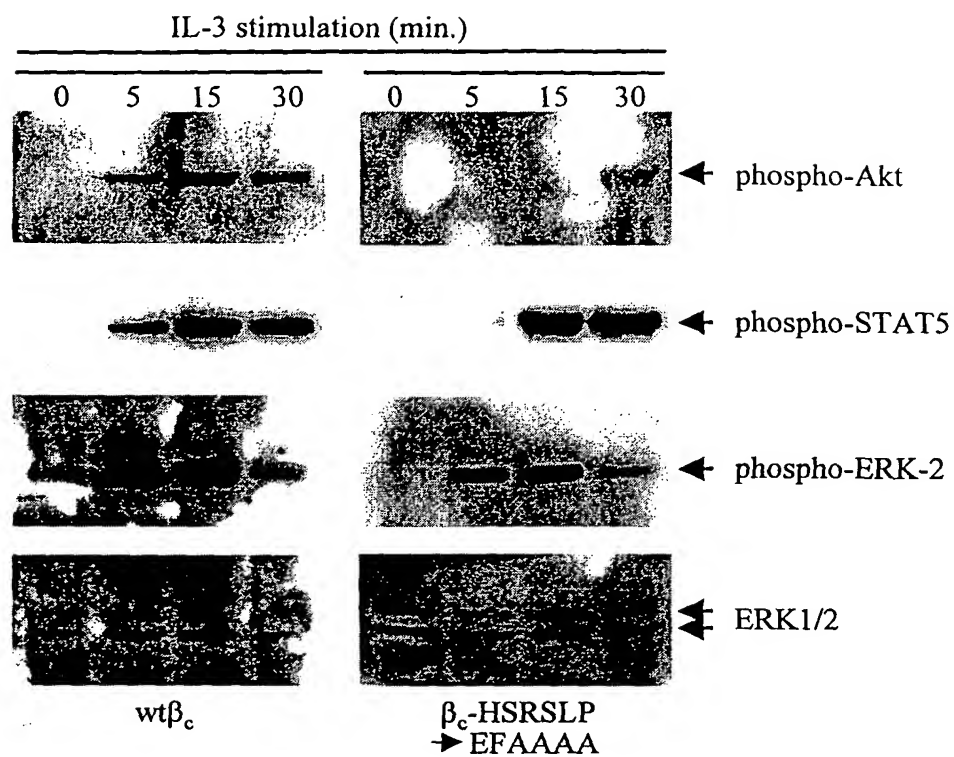 IL-3 stimulation (min.)
0 5 15 30 0 5 15 30
phospho-Akt
phospho-STAT5
phospho-ERK-2
ERK1/2
wtβc
βc-HSRSLP
→ EFAAAA